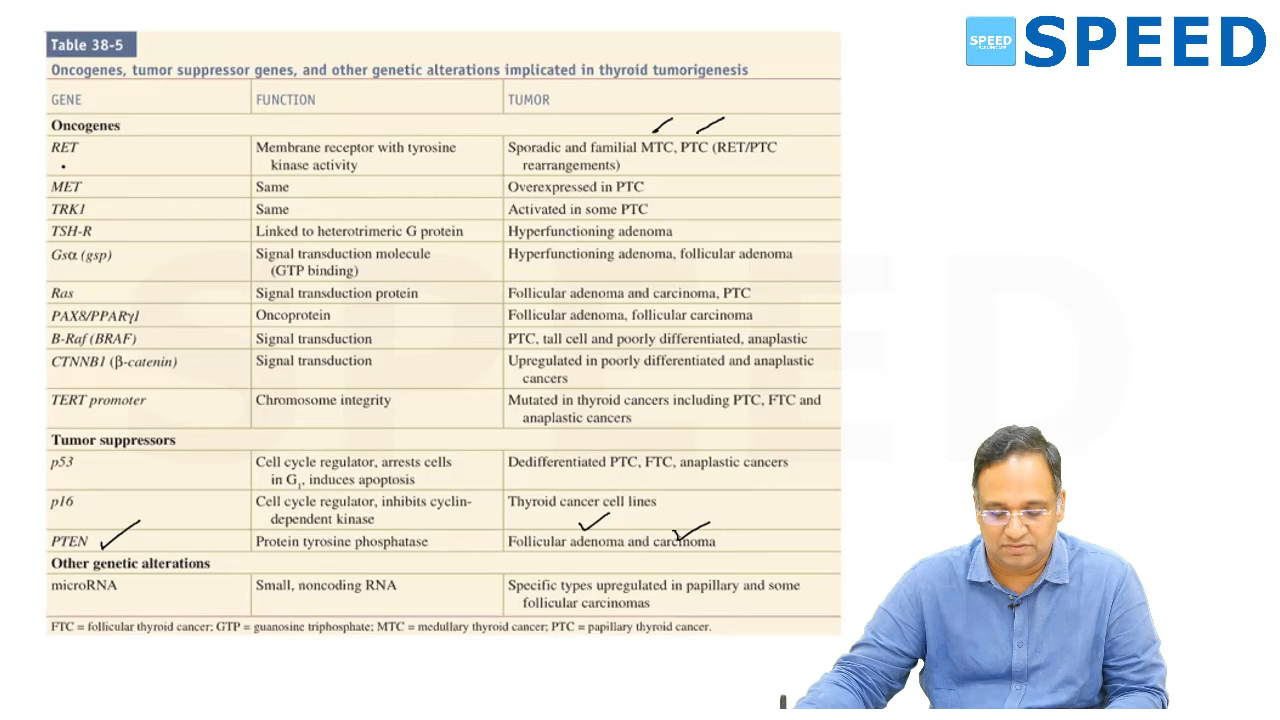 SPEED
SPEED
Table 38-5
Oncogenes, tumor suppressor genes, and other genetic alterations implicated in thyroid tumorigenesis
GENE FUNCTION TUMOR
Oncogenes
RET Membrane receptor with tyrosine kinase activity Sporadic and familial MTC, PTC (RET/PTC rearrangements)
MET Same Overexpressed in PTC
TRK1 Same Activated in some PTC
TSH-R Linked to heterotrimeric G protein Hyperfunctioning adenoma
Gsα (gsp) Signal transduction molecule (GTP binding) Hyperfunctioning adenoma, follicular adenoma
Ras Signal transduction protein Follicular adenoma and carcinoma, PTC
PAX8/PPARγ1 Oncoprotein Follicular adenoma, follicular carcinoma
B-Raf (BRAF) Signal transduction PTC, tall cell and poorly differentiated, anaplastic
CTNNB1 (β-catenin) Signal transduction Upregulated in poorly differentiated and anaplastic cancers
TERT promoter Chromosome integrity Mutated in thyroid cancers including PTC, FTC and anaplastic cancers
Tumor suppressors
p53 Cell cycle regulator, arrests cells in G1, induces apoptosis Dedifferentiated PTC, FTC, anaplastic cancers
p16 Cell cycle regulator, inhibits cyclin-dependent kinase Thyroid cancer cell lines
PTEN Protein tyrosine phosphatase Follicular adenoma and carcinoma
Other genetic alterations
microRNA Small, noncoding RNA Specific types upregulated in papillary and some follicular carcinomas
FTC = follicular thyroid cancer; GTP = guanosine triphosphate; MTC = medullary thyroid cancer; PTC = papillary thyroid cancer.